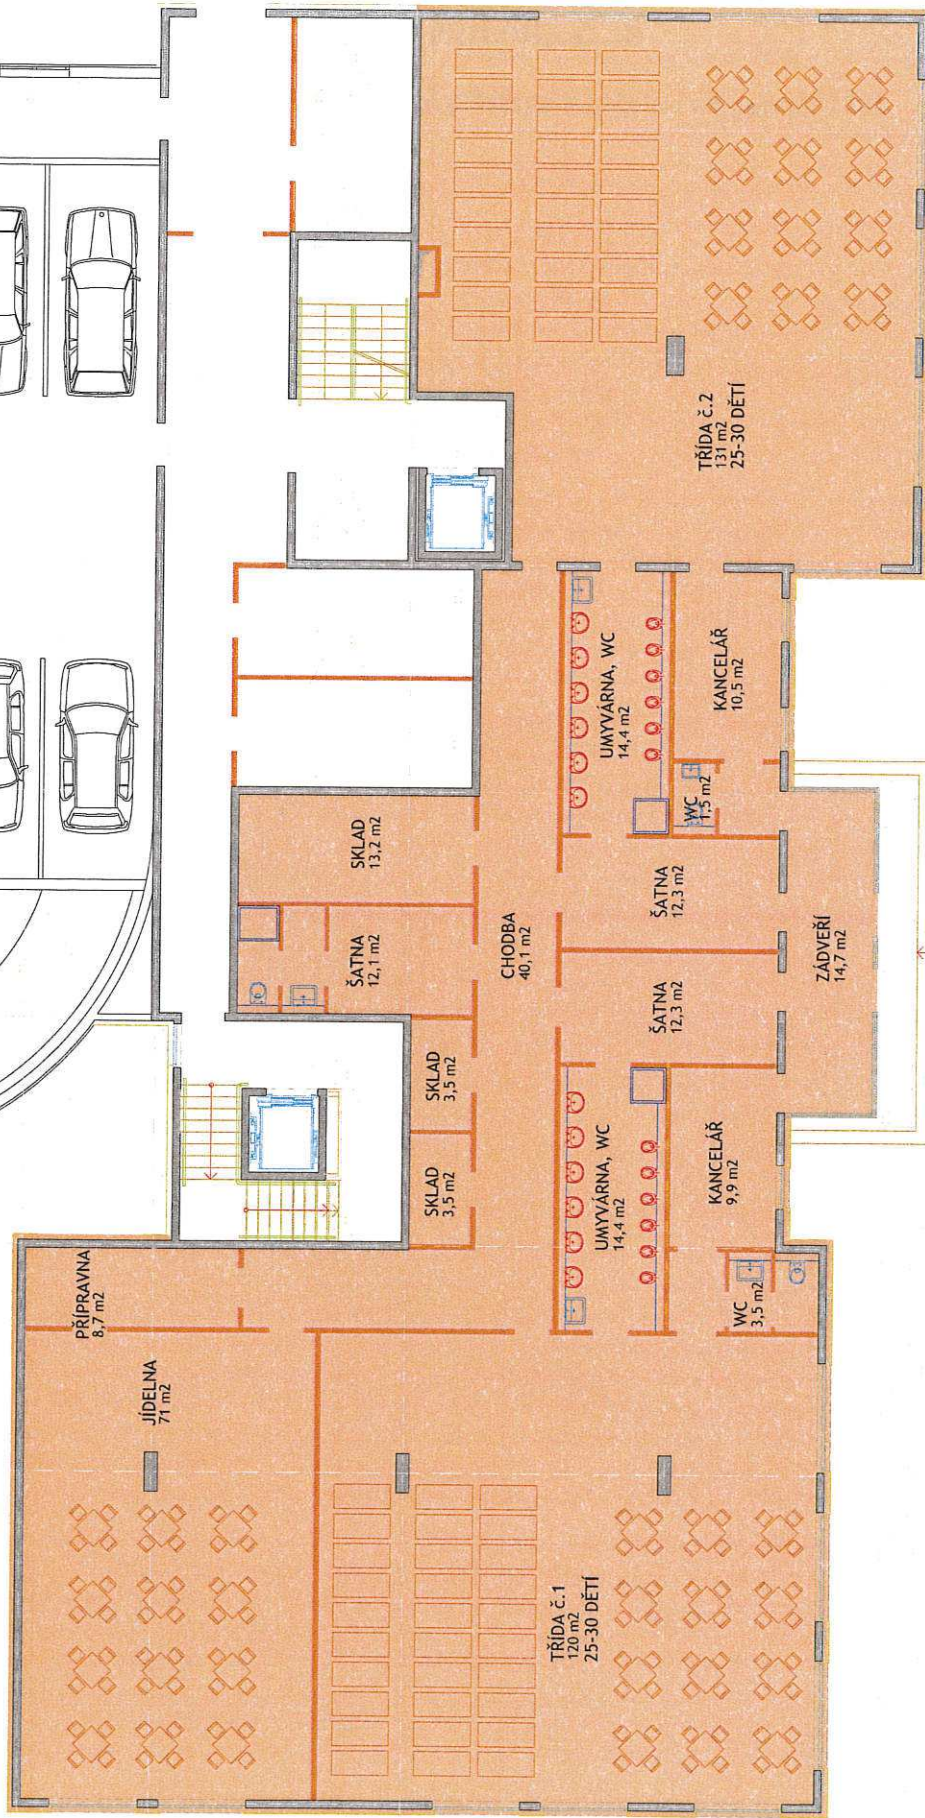 TŘÍDA č.2
131 m2
25-30 DĚTÍ
UMYVÁRNA, WC
14,4 m2
KANCELÁŘ
10,5 m2
WC
1,5 m2
SKLAD
13,2 m2
ŠATNA
12,3 m2
ŠATNA
12,1 m2
CHODBA
40,1 m2
ZÁDVEŘÍ
14,7 m2
ŠATNA
12,3 m2
SKLAD
3,5 m2
SKLAD
3,5 m2
UMYVÁRNA, WC
14,4 m2
KANCELÁŘ
9,9 m2
WC
3,5 m2
PŘÍPRAVNA
8,7 m2
JÍDELNA
71 m2
TŘÍDA č.1
120 m2
25-30 DĚTÍ